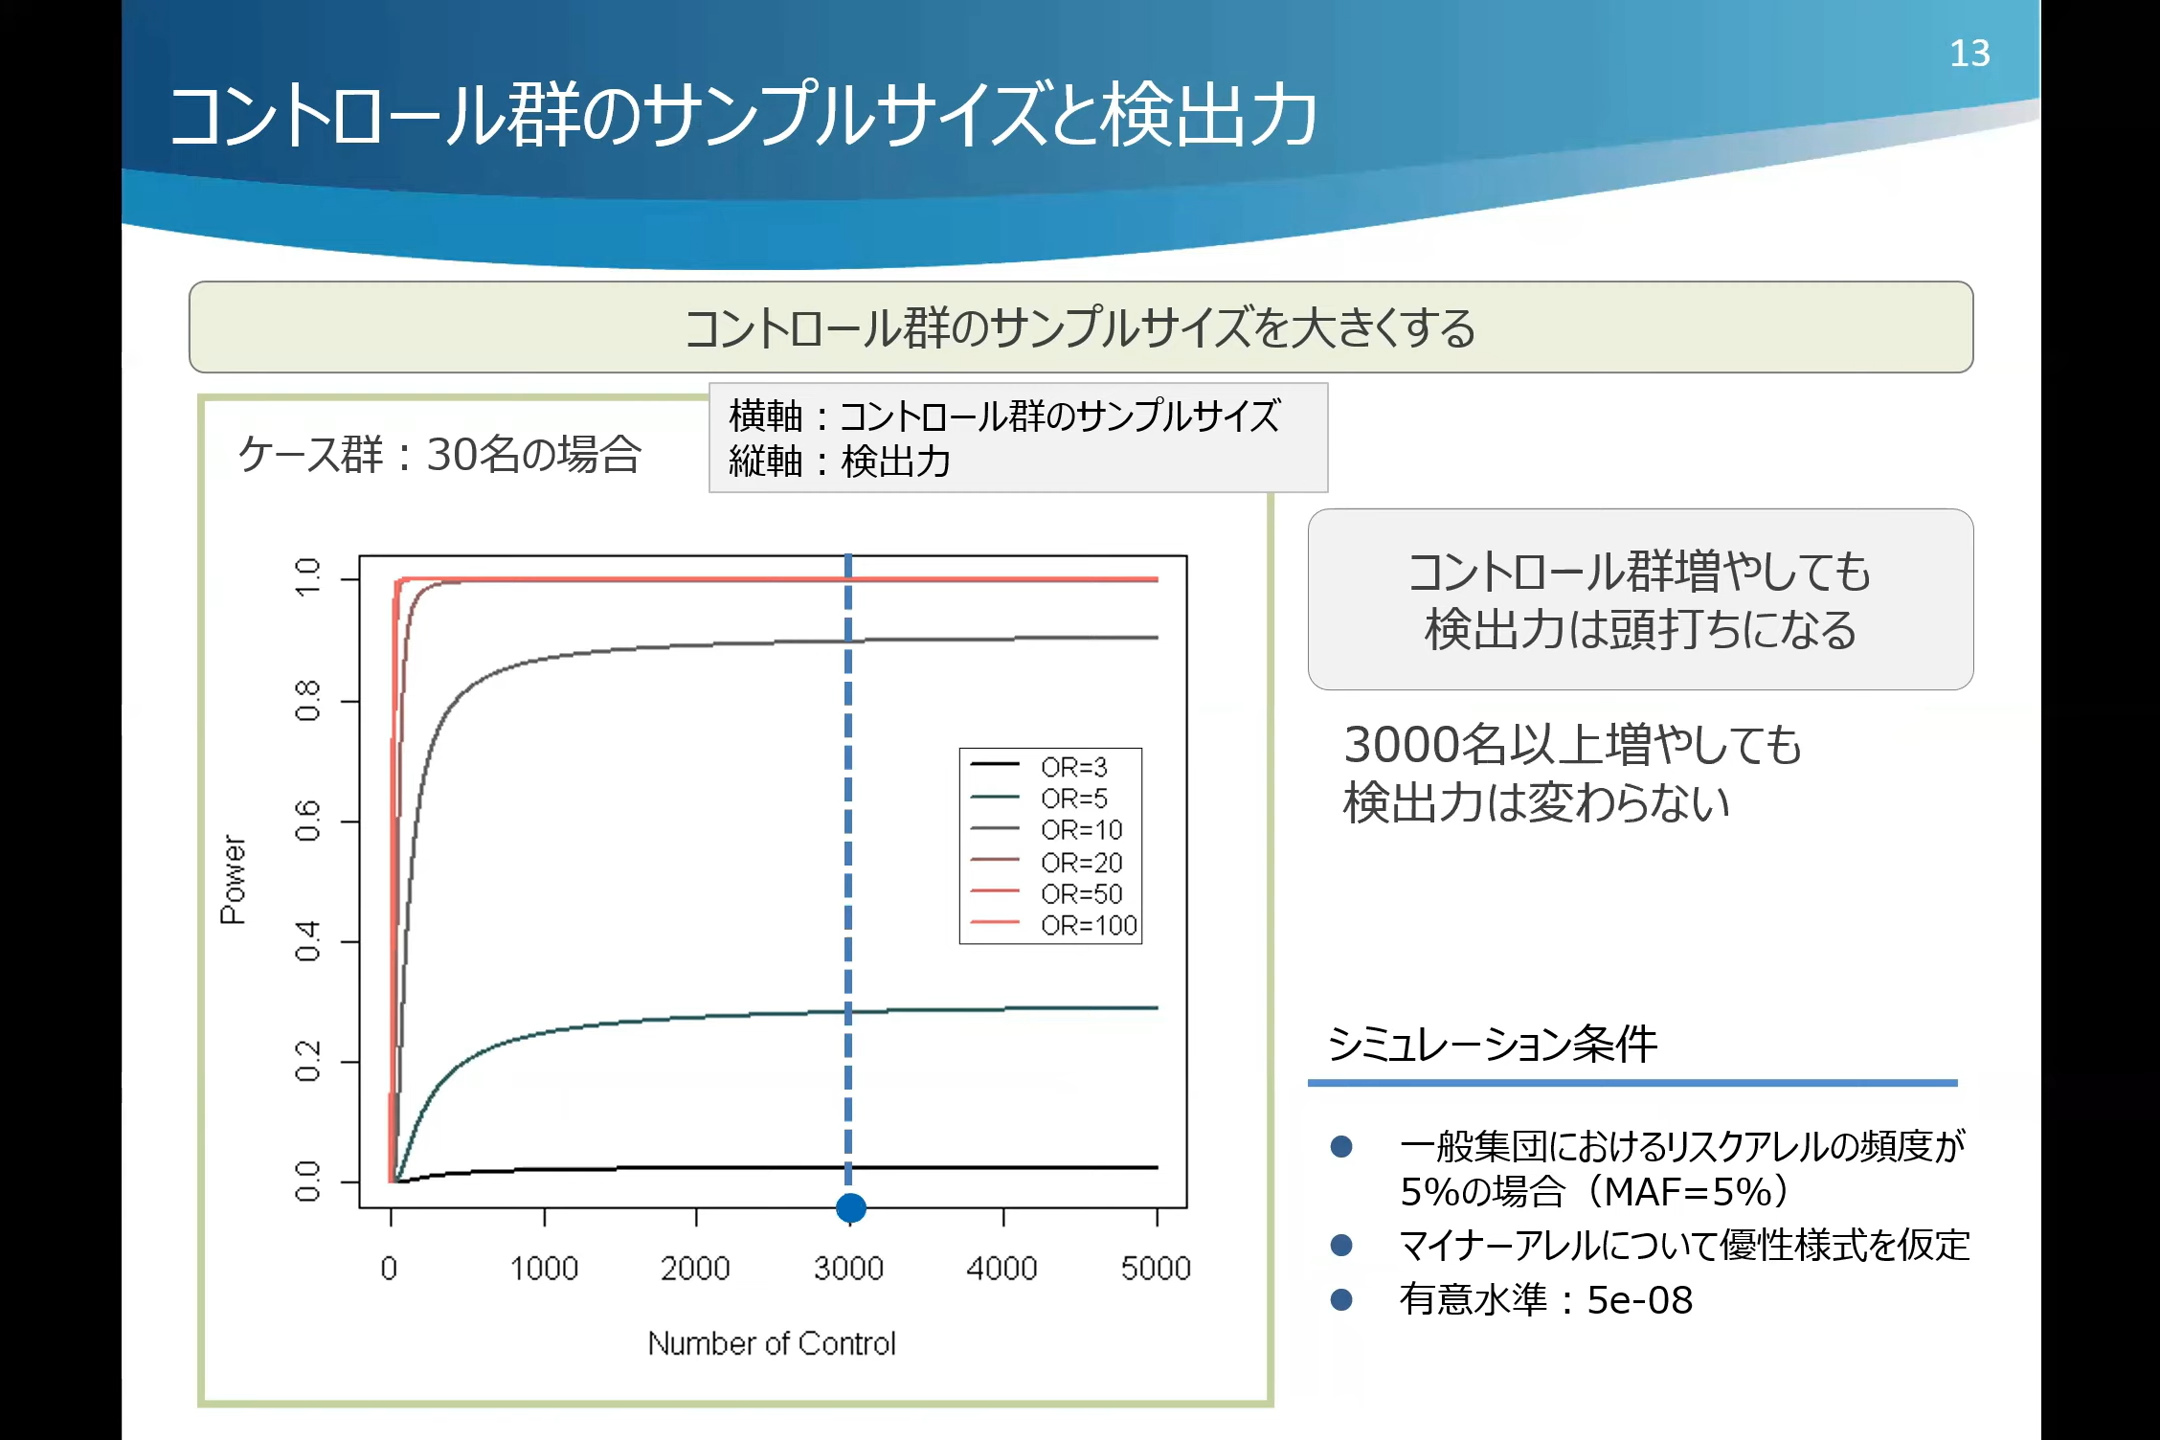 13
コントロール群のサンプルサイズと検出力
コントロール群のサンプルサイズを大きくする
横軸：コントロール群のサンプルサイズ
縦軸：検出力
ケース群：30名の場合
コントロール群増やしても
検出力は頭打ちになる
3000名以上増やしても
検出力は変わらない
1.0
0.8
0.6
0.4
0.2
0.0
Power
OR=3
OR=5
OR=10
OR=20
OR=50
OR=100
0 1000 2000 3000 4000 5000
Number of Control
シミュレーション条件
● 一般集団におけるリスクアレルの頻度が
5%の場合（MAF=5%）
● マイナーアレルについて優性様式を仮定
● 有意水準：5e-08